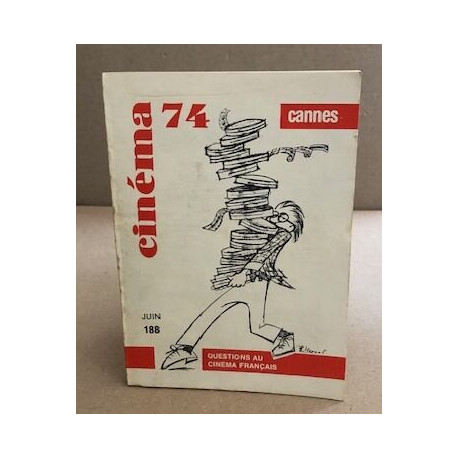 cinéma 74
cannes
JUIN
188
QUESTIONS AU
CINEMA FRANÇAIS